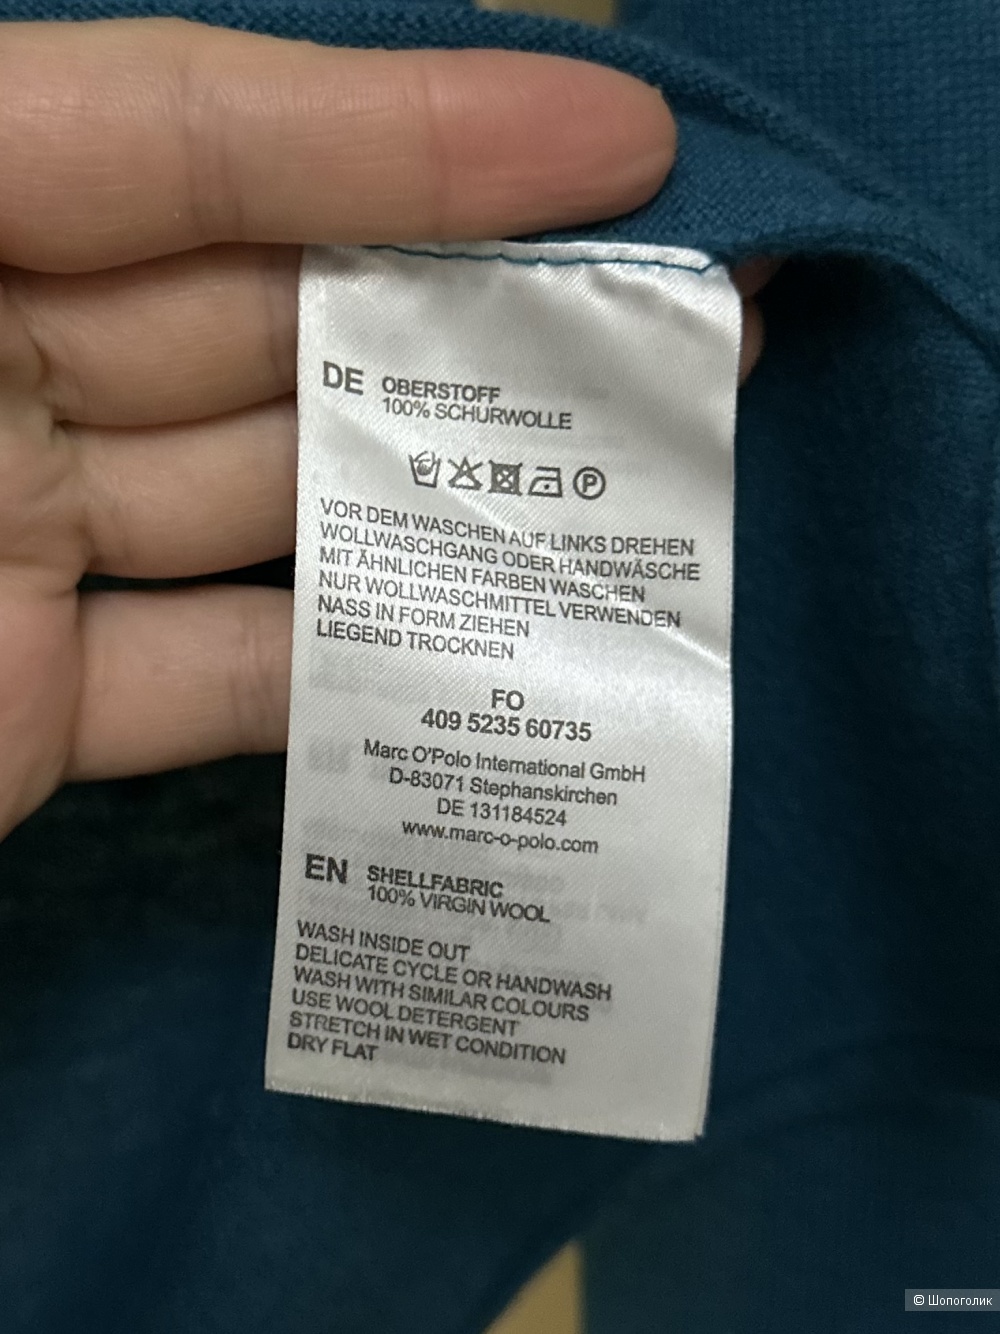 DE OBERSTOFF
100% SCHURWOLLE
P
VOR DEM WASCHEN AUF LINKS DREHEN
WOLLWASCHGANG ODER HANDWÄSCHE
MIT ÄHNLICHEN FARBEN WASCHEN
NUR WOLLWASCHMITTEL VERWENDEN
NASS IN FORM ZIEHEN
LIEGEND TROCKNEN
FO
409 5235 60735
Marc O'Polo International GmbH
D-83071 Stephanskirchen
DE 131184524
www.marc-o-polo.com
EN SHELLFABRIC
100% VIRGIN WOOL
WASH INSIDE OUT
DELICATE CYCLE OR HANDWASH
WASH WITH SIMILAR COLOURS
USE WOOL DETERGENT
STRETCH IN WET CONDITION
DRY FLAT
© Шопоголик